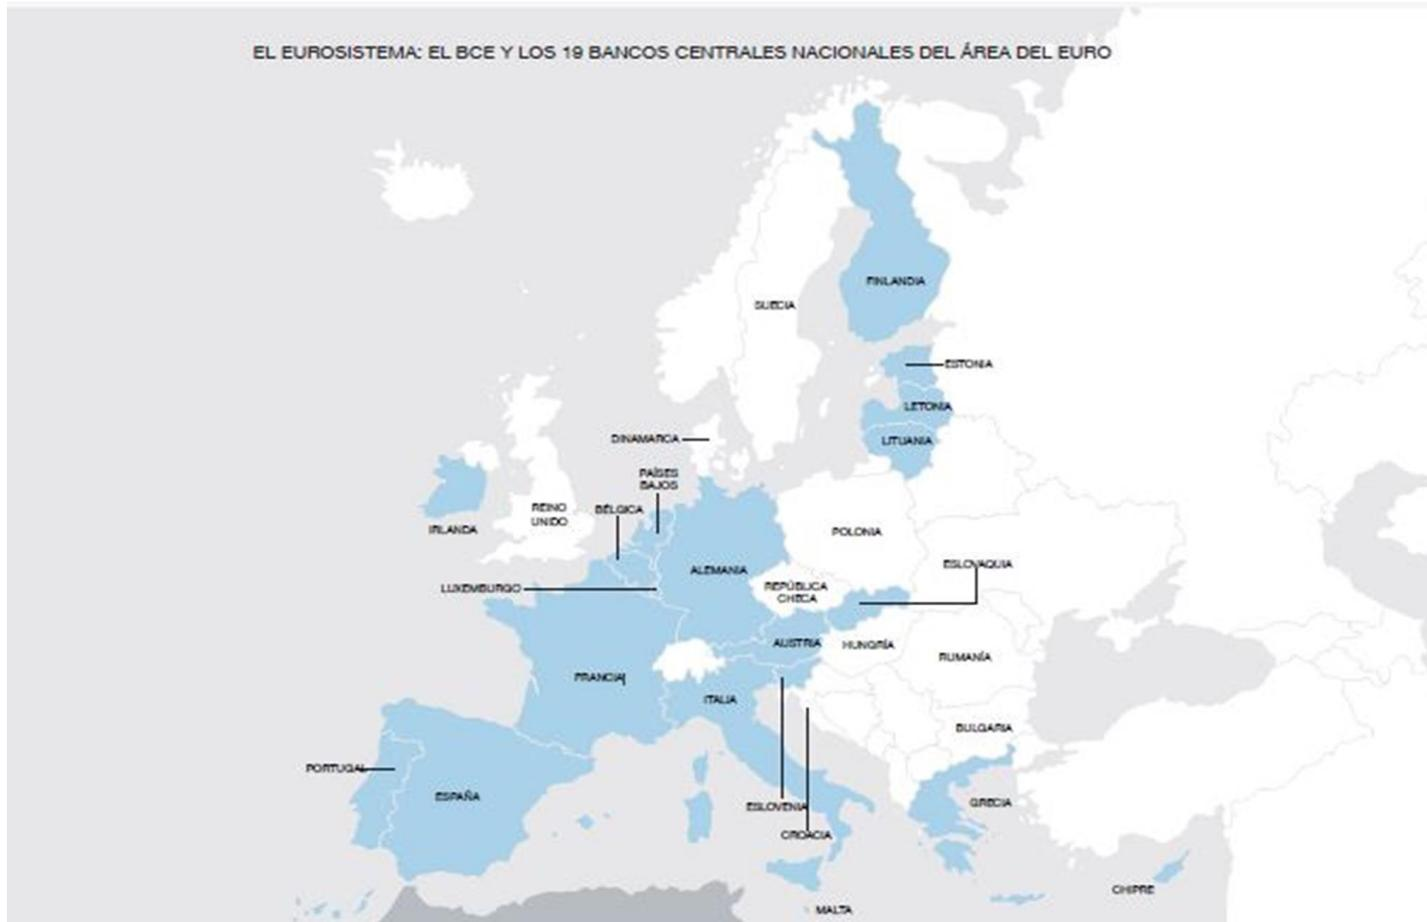 EL EUROSISTEMA: EL BCE Y LOS 19 BANCOS CENTRALES NACIONALES DEL ÁREA DEL EURO
FINLANDIA
SUECIA
ESTONIA
LETONIA
DINAMARCA
LITUANIA
PAÍSES
BAJOS
BÉLGICA
REINO
UNIDO
IRLANDA
POLONIA
ESLOVAQUIA
ALEMANIA
LUXEMBURGO
REPÚBLICA
CHECA
AUSTRIA
HUNGRÍA
RUMANÍA
FRANCIA
ITALIA
BULGARIA
PORTUGAL
ESPAÑA
ESLOVENIA
GRECIA
CROACIA
CHIPRE
MALTA